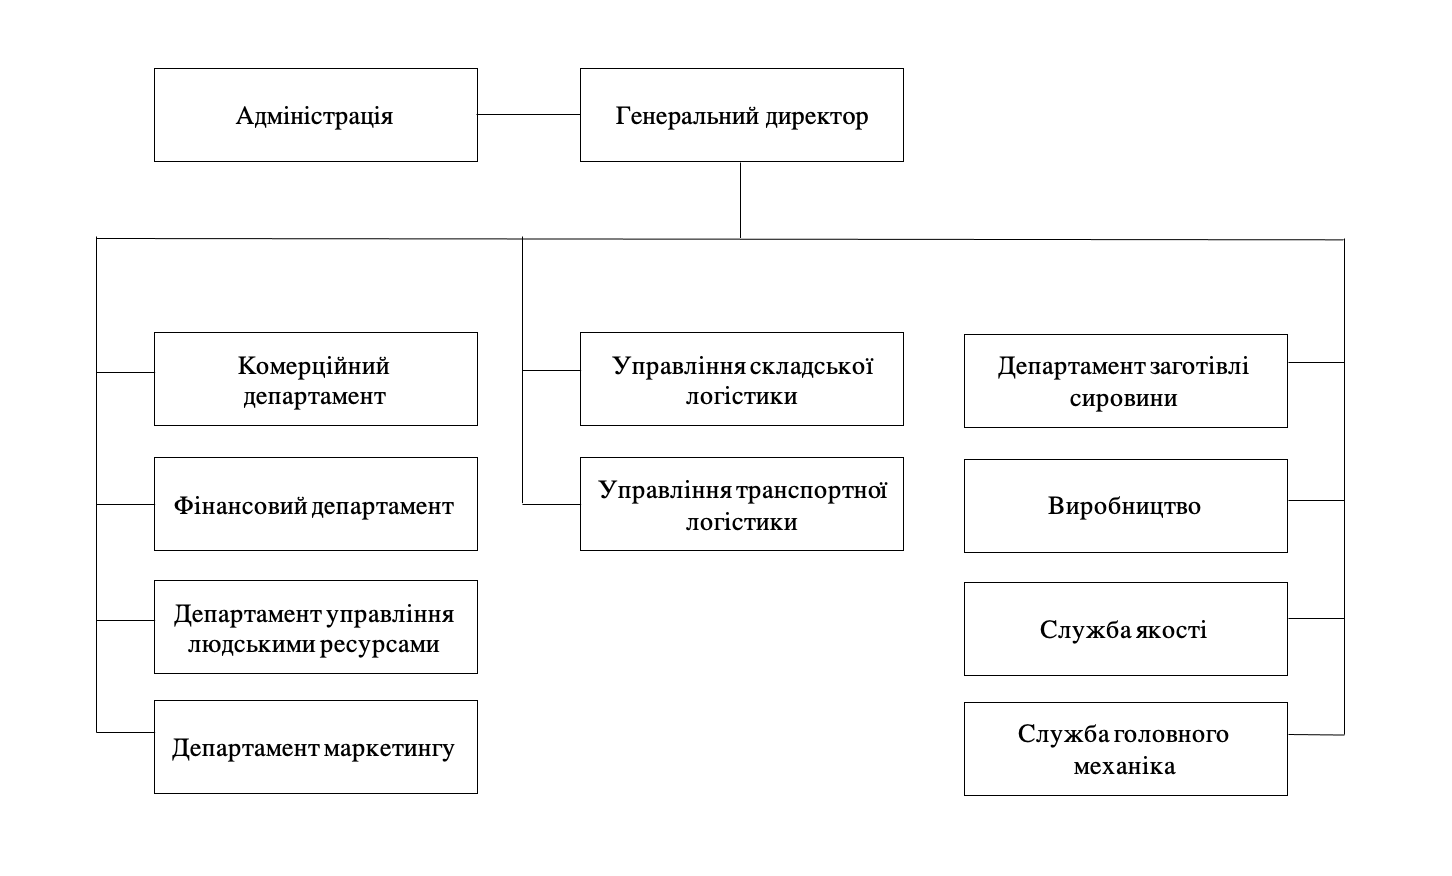 Адміністрація
Генеральний директор
Комерційний
департамент
Управління складської
логістики
Департамент заготівлі
сировини
Фінансовий департамент
Управління транспортної
логістики
Виробництво
Департамент управління
людськими ресурсами
Служба якості
Департамент маркетингу
Служба головного
механіка